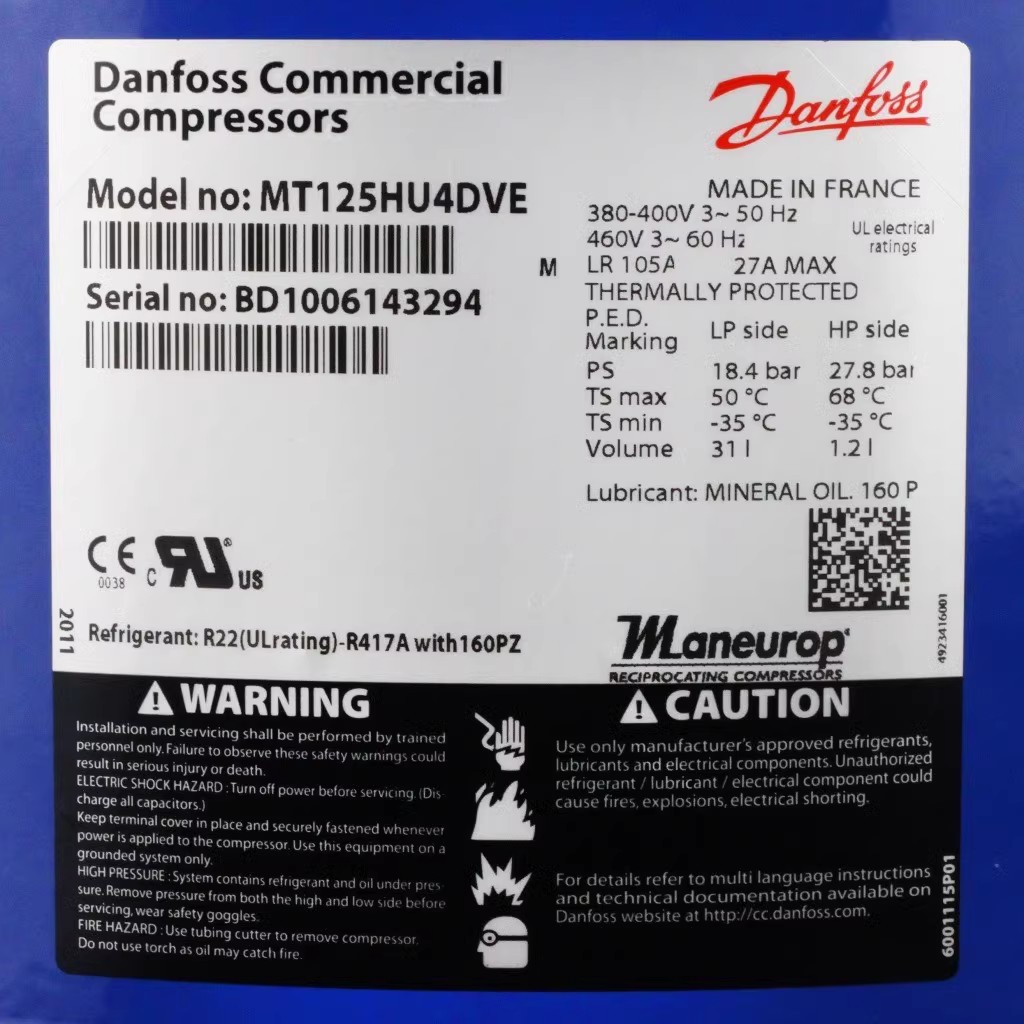 Danfoss Commercial
Compressors
Danfoss
Model no: MT125HU4DVE
Serial no: BD1006143294
MADE IN FRANCE
380-400V 3~ 50 Hz
460V 3~ 60 Hz
UL electrical
ratings
M
LR 105A 27A MAX
THERMALLY PROTECTED
P.E.D.
Marking LP side HP side
PS 18.4 bar 27.8 bar
TS max 50 °C 68 °C
TS min -35 °C -35 °C
Volume 31 l 1.2 l
Lubricant: MINERAL OIL. 160 P
CE
0038
C RU® US
2011
Refrigerant: R22(ULrating)-R417A with160PZ
4923416001
Maneurop
RECIPROCATING COMPRESSORS
WARNING
Installation and servicing shall be performed by trained
personnel only. Failure to observe these safety warnings could
result in serious injury or death.
ELECTRIC SHOCK HAZARD : Turn off power before servicing. (Dis
charge all capacitors.)
Keep terminal cover in place and securely fastened whenever
power is applied to the compressor. Use this equipment on a
grounded system only.
HIGH PRESSURE : System contains refrigerant and oil under pres
sure. Remove pressure from both the high and low side before
servicing, wear safety goggles.
FIRE HAZARD : Use tubing cutter to remove compressor.
Do not use torch as oil may catch fire.
CAUTION
Use only manufacturer's approved refrigerants,
lubricants and electrical components. Unauthorized
refrigerant / lubricant / electrical component could
cause fires, explosions, electrical shorting.
For details refer to multi language instructions
and technical documentation available on
Danfoss website at http://cc.danfoss.com.
6001115P01